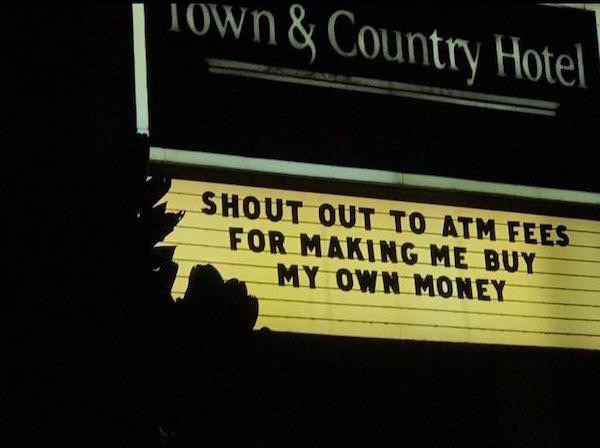 Town & Country Hotel
SHOUT OUT TO ATM FEES
FOR MAKING ME BUY
MY OWN MONEY